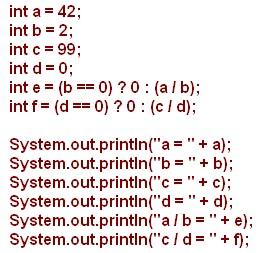 int a = 42;
int b = 2;
int c = 99;
int d = 0;
int e = (b == 0) ? 0 : (a / b);
int f = (d == 0) ? 0 : (c / d);
System.out.println("a = " + a);
System.out.println("b = " + b);
System.out.println("c = " + c);
System.out.println("d = " + d);
System.out.println("a / b = " + e);
System.out.println("c / d = " + f);